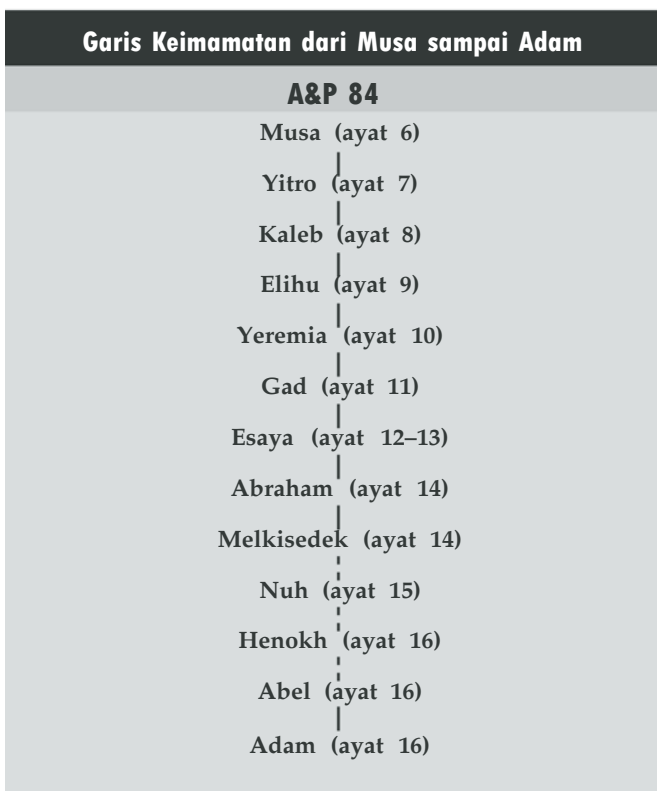 Garis Keimamatan dari Musa sampai Adam
A&P 84
Musa (ayat 6)
Yitro (ayat 7)
Kaleb (ayat 8)
Elihu (ayat 9)
Yeremia (ayat 10)
Gad (ayat 11)
Esaya (ayat 12–13)
Abraham (ayat 14)
Melkisedek (ayat 14)
Nuh (ayat 15)
Henokh (ayat 16)
Abel (ayat 16)
Adam (ayat 16)